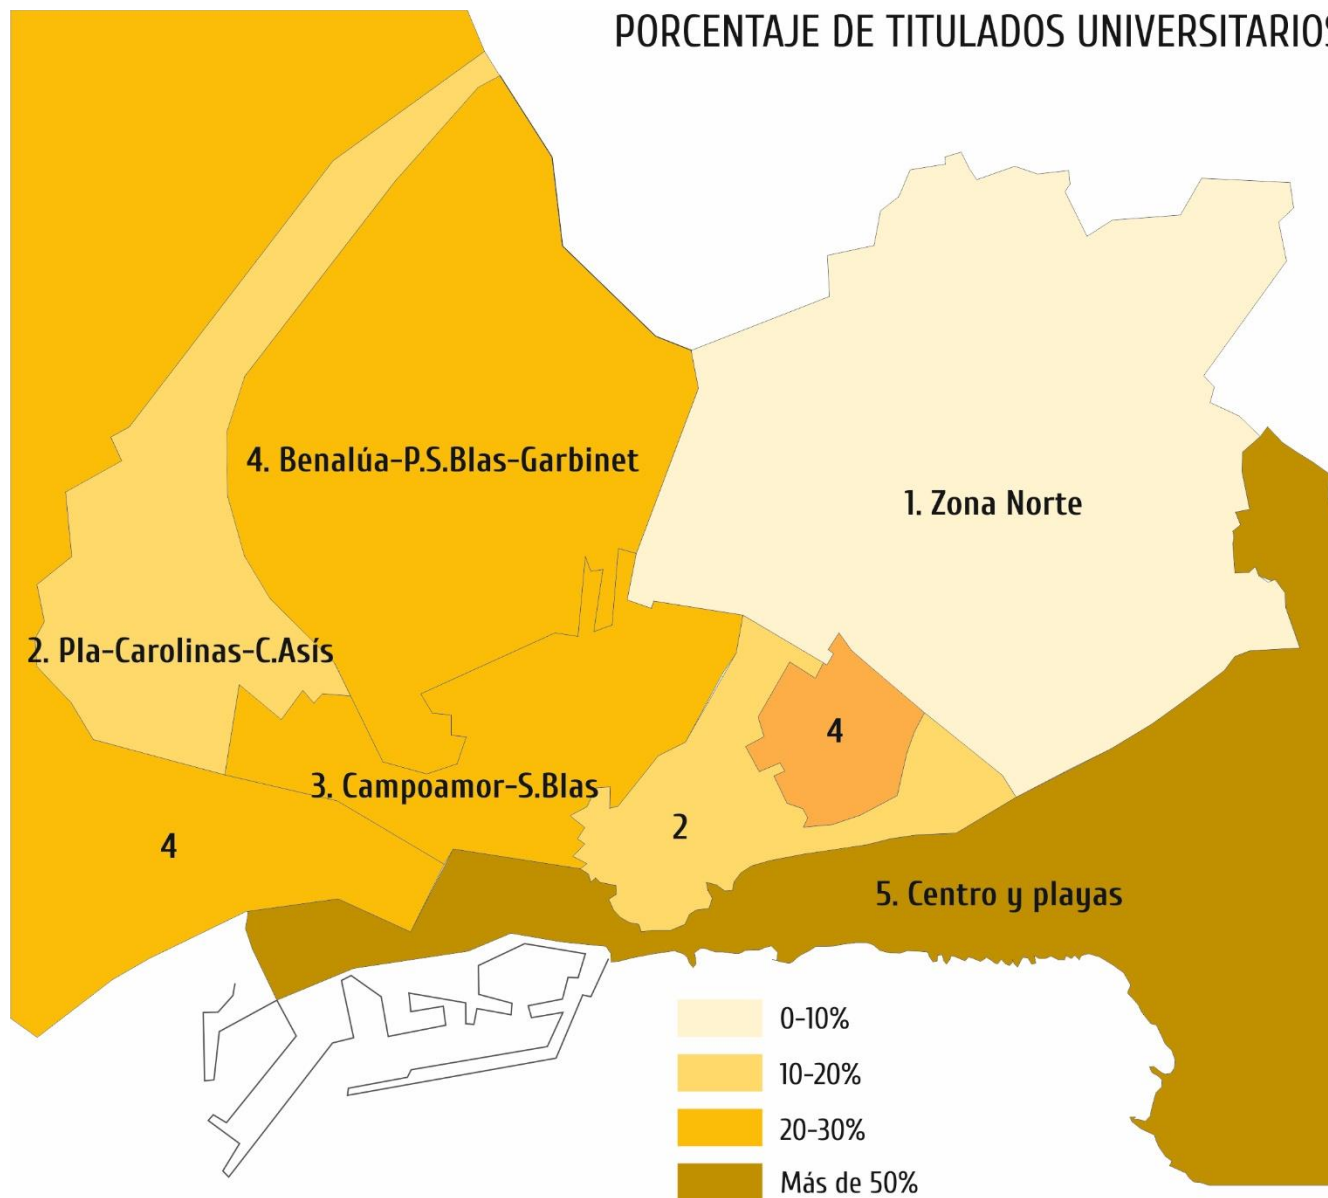 PORCENTAJE DE TITULADOS UNIVERSITARIOS
4. Benalúa-P.S.Blas-Garbinet
1. Zona Norte
2. Pla-Carolinas-C.Asís
4
3. Campoamor-S.Blas
2
4
5. Centro y playas
0-10%
10-20%
20-30%
Más de 50%